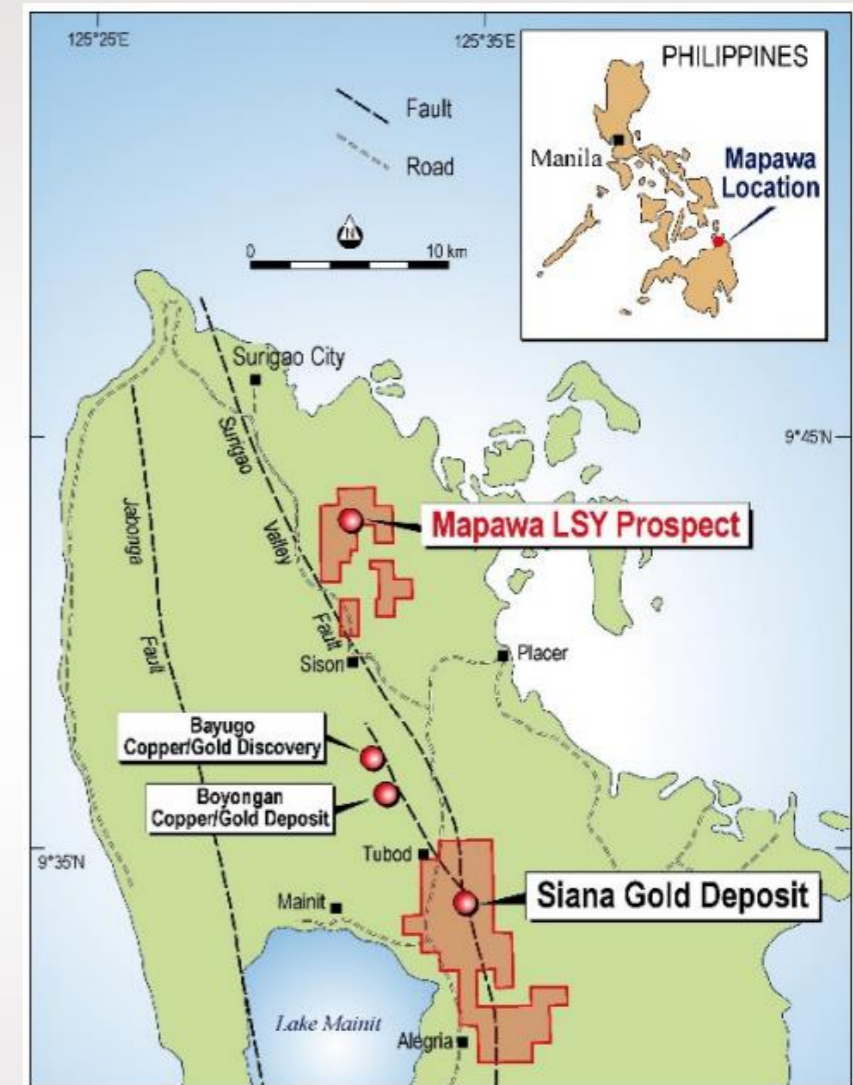 125°25'E
125°35'E
Fault
Road
N
0
10 km
PHILIPPINES
Manila
Mapawa
Location
Surigao City
9°45'N
Surigao
Valley
Fault
Jabonga
Fault
Mapawa LSY Prospect
Sison
Placer
Bayugo
Copper/Gold Discovery
Boyongan
Copper/Gold Deposit
9°35'N
Tubod
Mainit
Siana Gold Deposit
Lake Mainit
Alegria